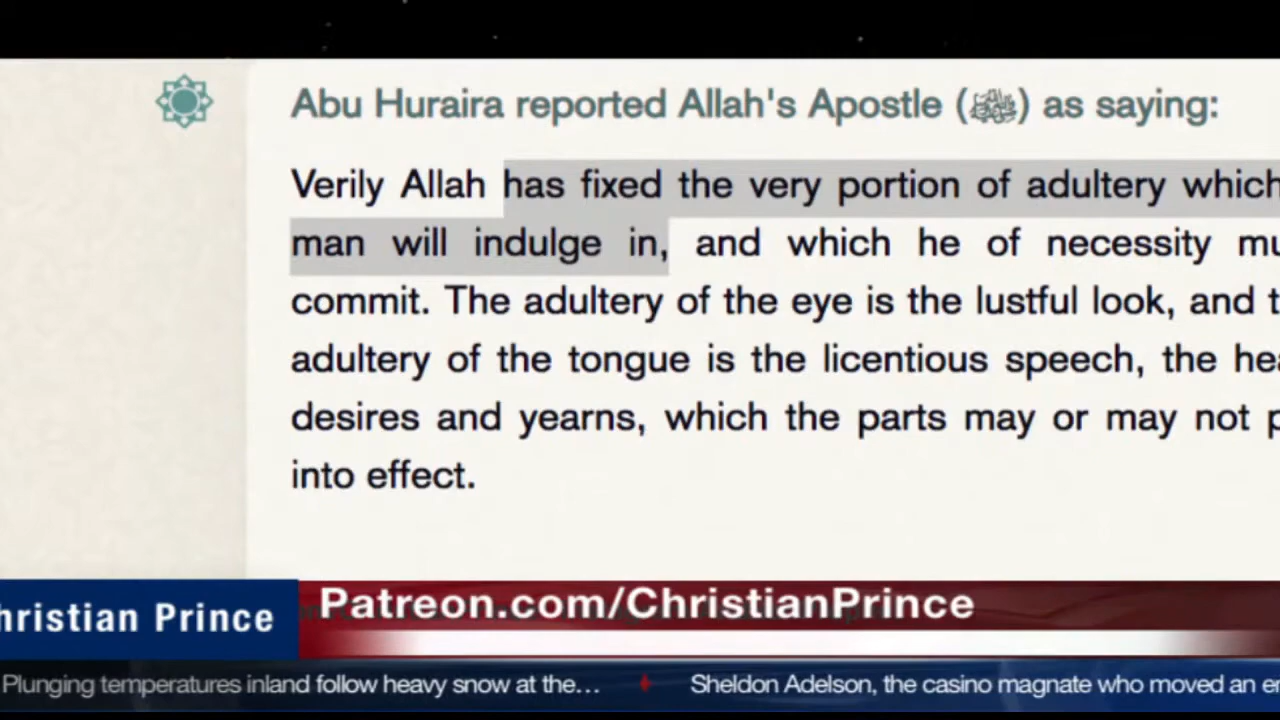 Abu Huraira reported Allah's Apostle (ﷺ) as saying:
Verily Allah has fixed the very portion of adultery which
man will indulge in, and which he of necessity mu
commit. The adultery of the eye is the lustful look, and t
adultery of the tongue is the licentious speech, the hea
desires and yearns, which the parts may or may not p
into effect.
hristian Prince
Patreon.com/ChristianPrince
Plunging temperatures inland follow heavy snow at the...
Sheldon Adelson, the casino magnate who moved an e